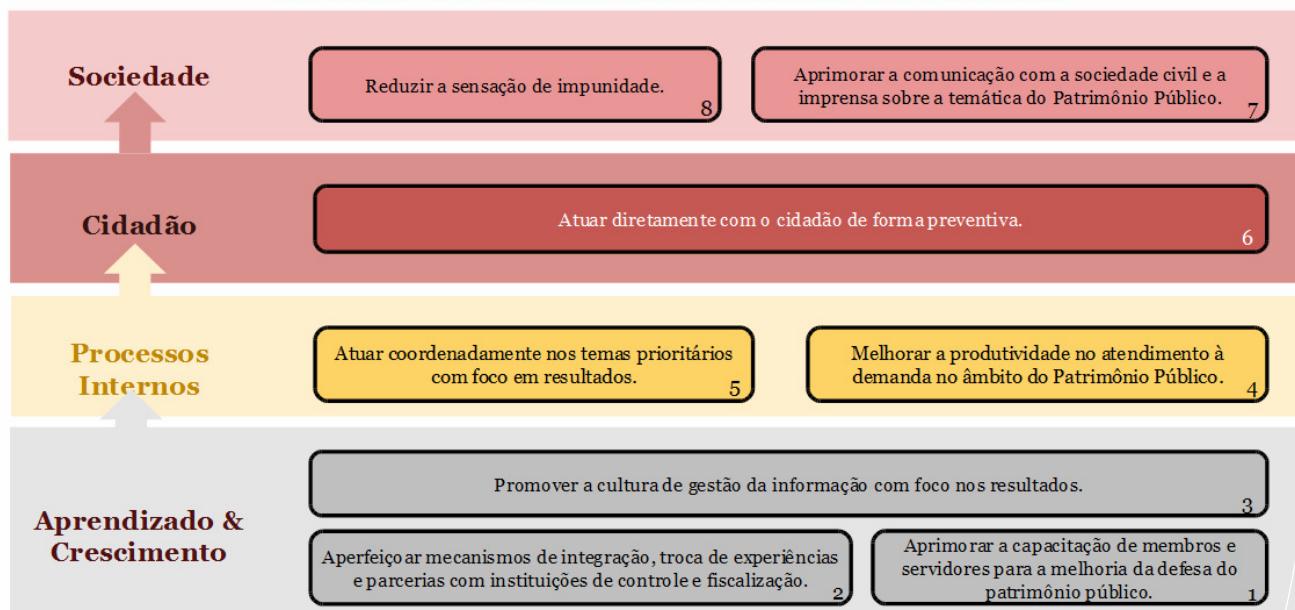 Sociedade
Reduzir a sensação de impunidade.
8
Aprimorar a comunicação com a sociedade civil e a
imprensa sobre a temática do Patrimônio Público.
7
Cidadão
Atuar diretamente com o cidadão de forma preventiva.
6
Processos
Internos
Atuar coordenadamente nos temas prioritários
com foco em resultados.
5
Melhorar a produtividade no atendimento à
demanda no âmbito do Patrimônio Público.
4
Aprendizado &
Crescimento
Promover a cultura de gestão da informação com foco nos resultados.
3
Aperfeiçoar mecanismos de integração, troca de experiências
e parcerias com instituições de controle e fiscalização.
2
Aprimorar a capacitação de membros e
servidores para a melhoria da defesa do
patrimônio público.
1